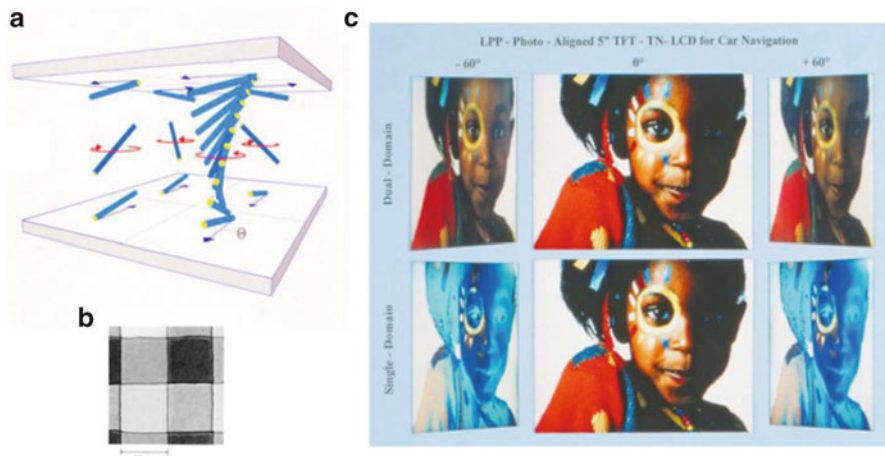 a
Θ
b
c
LPP - Photo - Aligned 5" TFT - TN- LCD for Car Navigation
- 60°
0°
+ 60°
Dual - Domain
Single - Domain